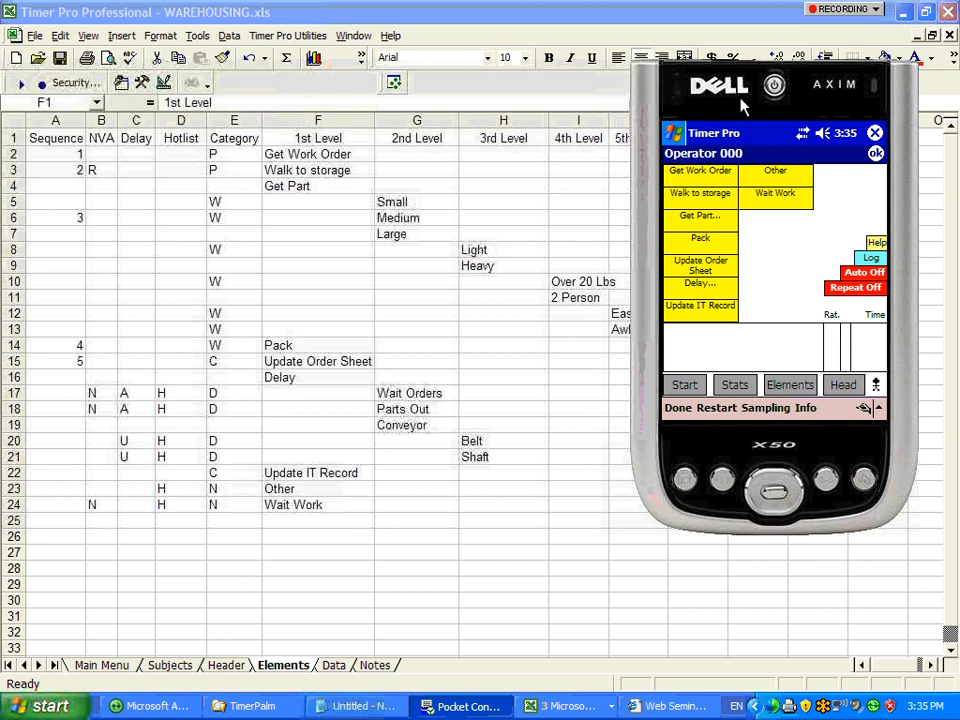 Timer Pro Professional - WAREHOUSING.xls
RECORDING
File Edit View Insert Format Tools Data Timer Pro Utilities Window Help
Arial 10 B I U
Security...
F1 = 1st Level
A B C D E F G H I O
1 Sequence NVA Delay Hotlist Category 1st Level 2nd Level 3rd Level 4th Level 5th
2 1 P Get Work Order
3 2 R P Walk to storage
4 Get Part
5 W Small
6 3 W Medium
7 Large
8 W Light
9 Heavy
10 W Over 20 Lbs
11 2 Person
12 W Eas
13 W Awk
14 4 W Pack
15 5 C Update Order Sheet
16 Delay
17 N A H D Wait Orders
18 N A H D Parts Out
19 Conveyor
20 U H D Belt
21 U H D Shaft
22 C Update IT Record
23 H N Other
24 N H N Wait Work
25
26
27
28
29
30
31
32
33
Main Menu Subjects Header Elements Data Notes
Ready
DELL AXIM
Timer Pro 3:35
Operator 000 ok
Get Work Order Other
Walk to storage Wait Work
Get Part...
Pack
Update Order
Sheet
Delay...
Update IT Record
Help
Log
Auto Off
Repeat Off
Rat. Time
Start Stats Elements Head
Done Restart Sampling Info
X50
start Microsoft A... TimerPalm Untitled - N... Pocket Con... 3 Microso... Web Semin... EN 3:35 PM